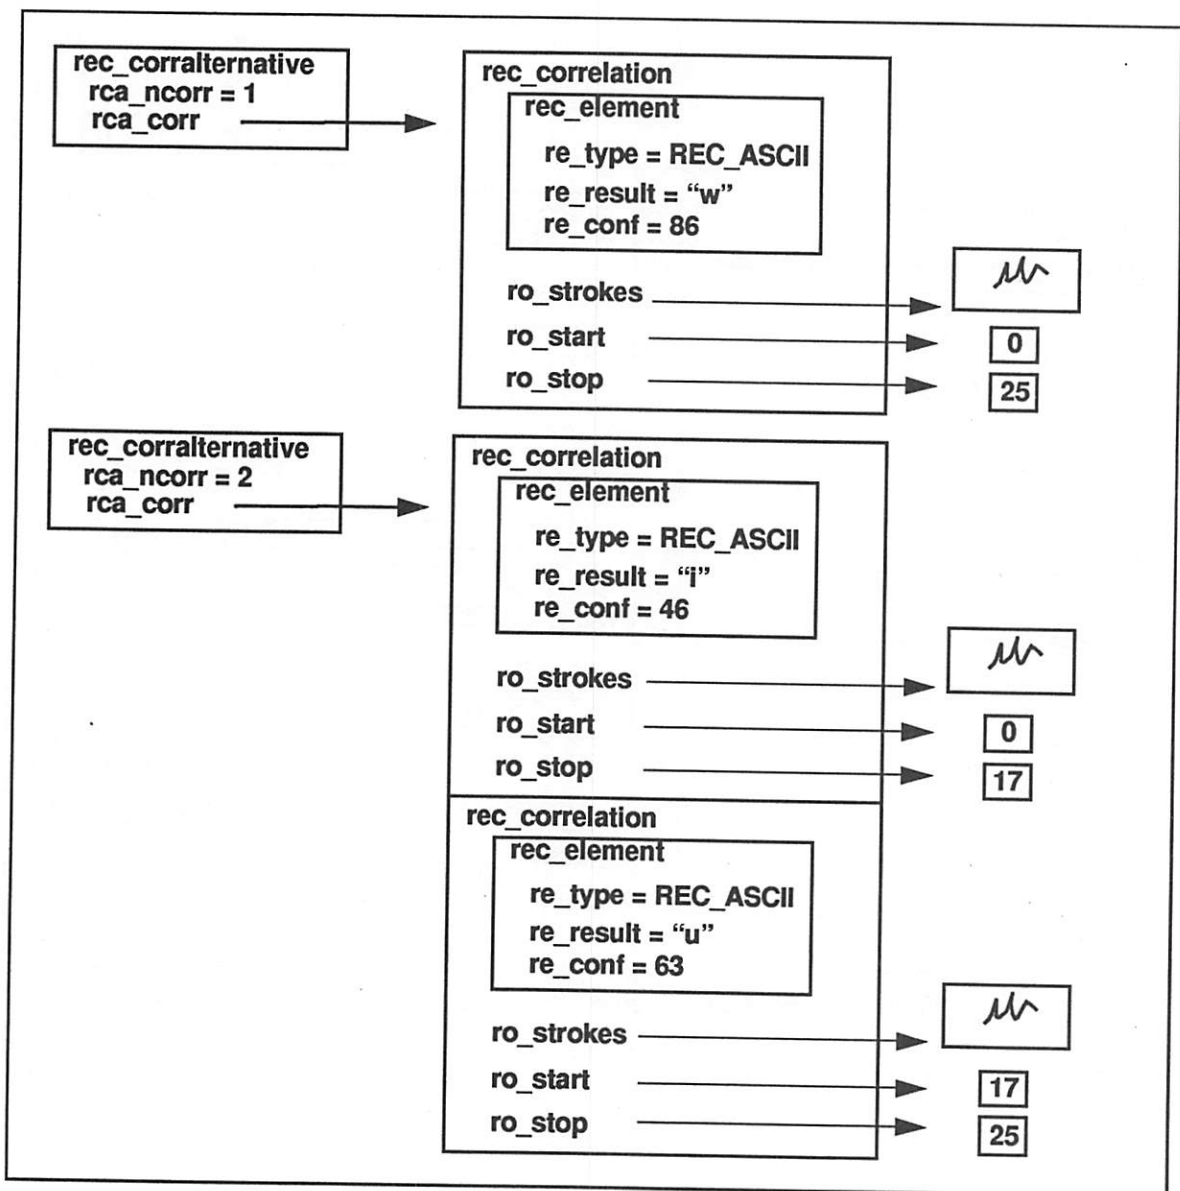 rec_corralternative
rca_ncorr = 1
rca_corr
rec_correlation
rec_element
re_type = REC_ASCII
re_result = “w”
re_conf = 86
ro_strokes
ro_start
0
ro_stop
25
rec_corralternative
rca_ncorr = 2
rca_corr
rec_correlation
rec_element
re_type = REC_ASCII
re_result = “i”
re_conf = 46
ro_strokes
ro_start
0
ro_stop
17
rec_correlation
rec_element
re_type = REC_ASCII
re_result = “u”
re_conf = 63
ro_strokes
ro_start
17
ro_stop
25